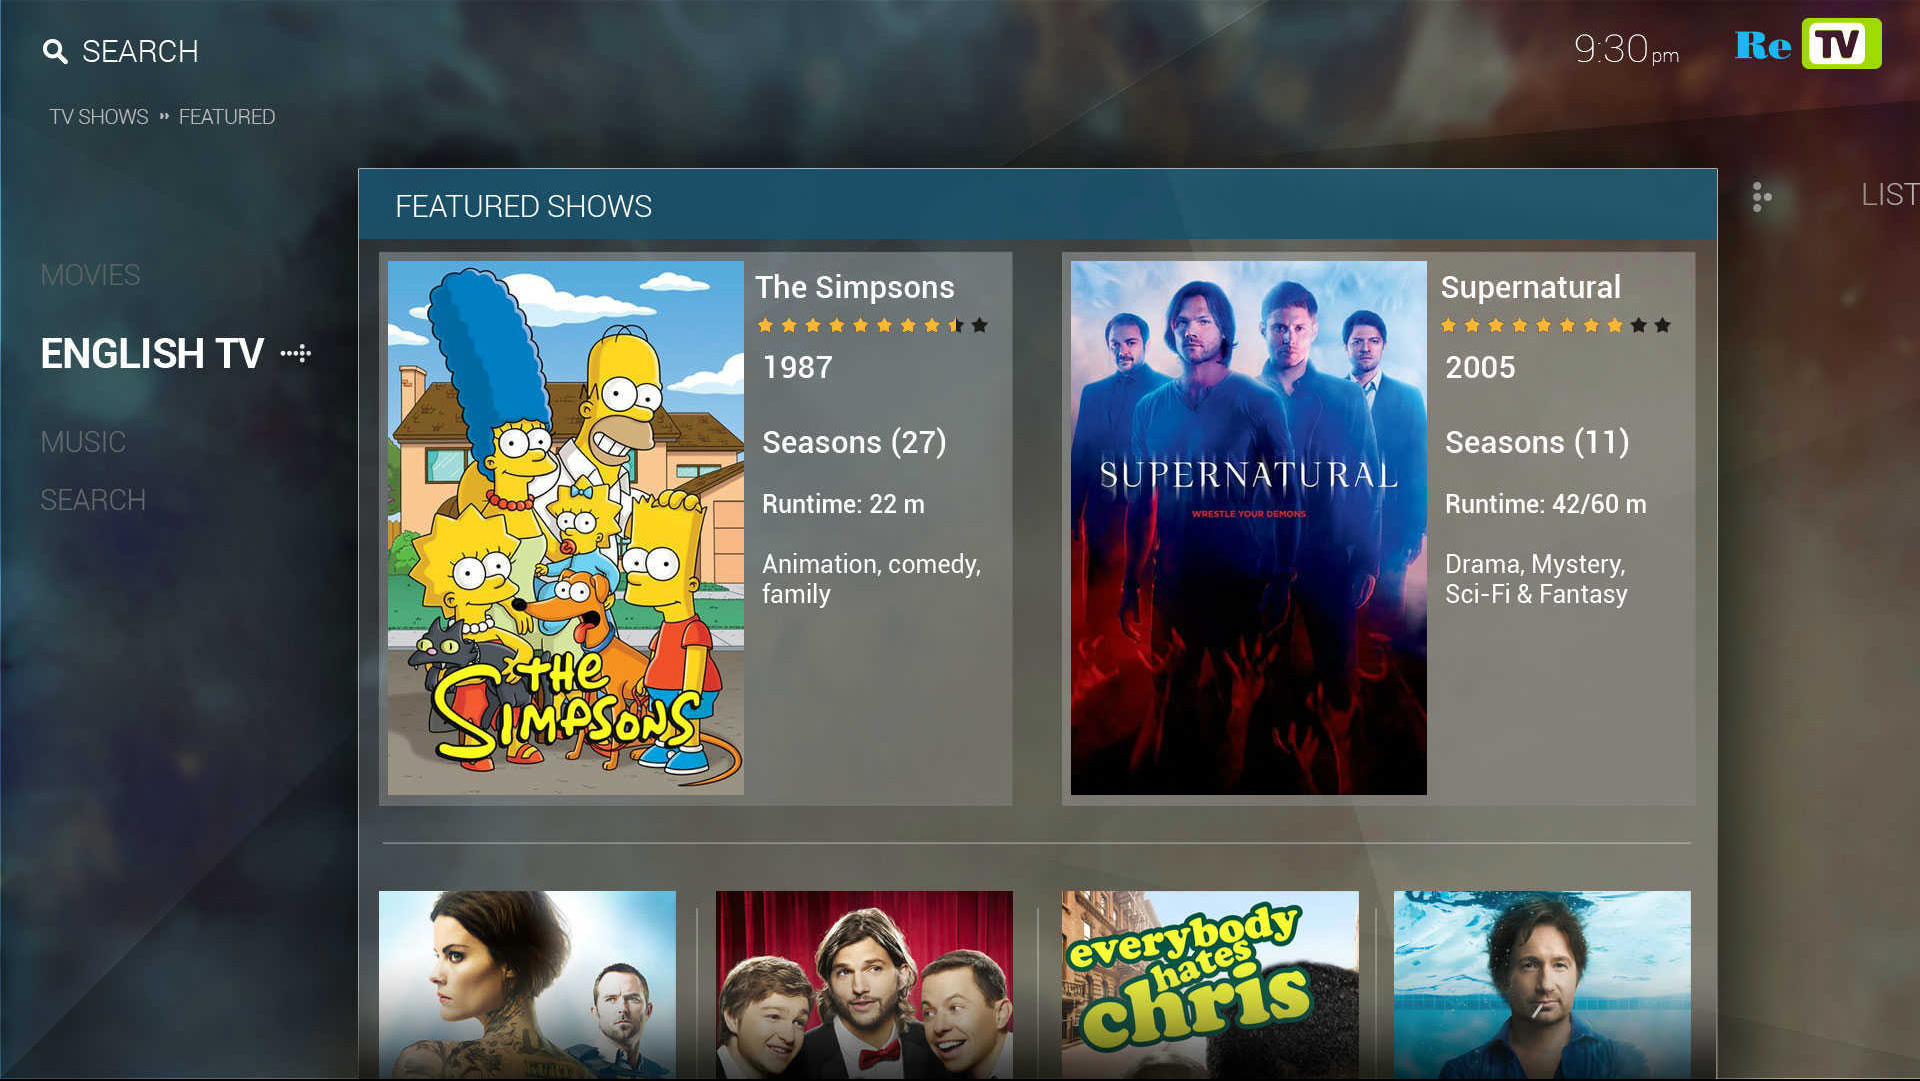 SEARCH
9:30 pm
Re TV
TV SHOWS FEATURED
FEATURED SHOWS
LIST
MOVIES
ENGLISH TV
MUSIC
SEARCH
The Simpsons
1987
Seasons (27)
Runtime: 22 m
Animation, comedy,
family
THE
SIMPSONS
Supernatural
2005
Seasons (11)
Runtime: 42/60 m
Drama, Mystery,
Sci-Fi & Fantasy
SUPERNATURAL
WRESTLE YOUR DEMONS
everybody
hates
chris